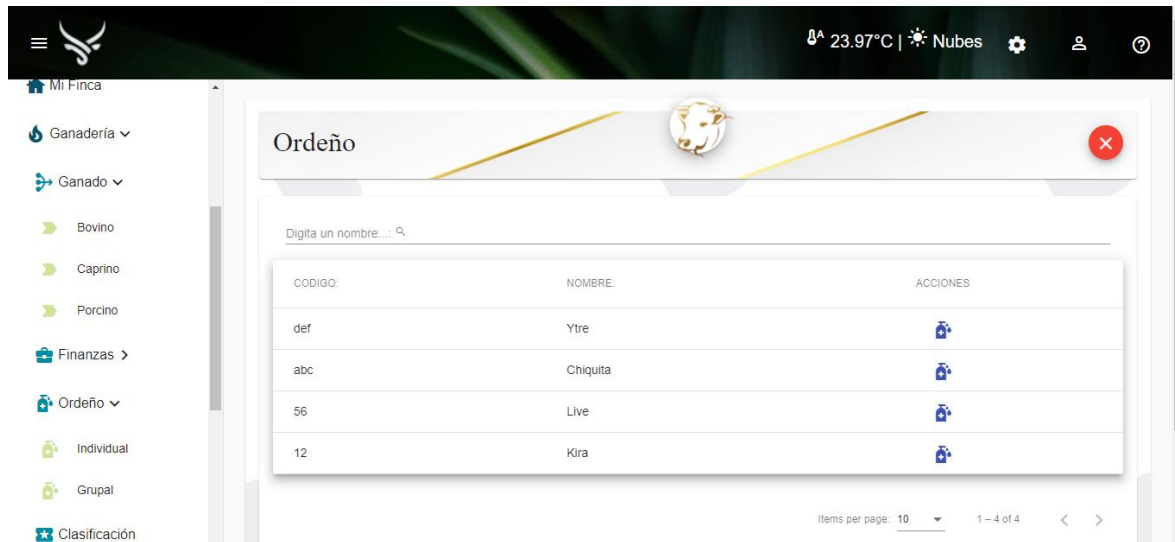 A 23.97°C | Nubes
Mi Finca
Ganadería
Ganado
Bovino
Caprino
Porcino
Finanzas
Ordeño
Individual
Grupal
Clasificación
Ordeño
Digita un nombre...:
CODIGO: NOMBRE: ACCIONES
def Ytre
abc Chiquita
56 Live
12 Kira
Items per page: 10 1 – 4 of 4